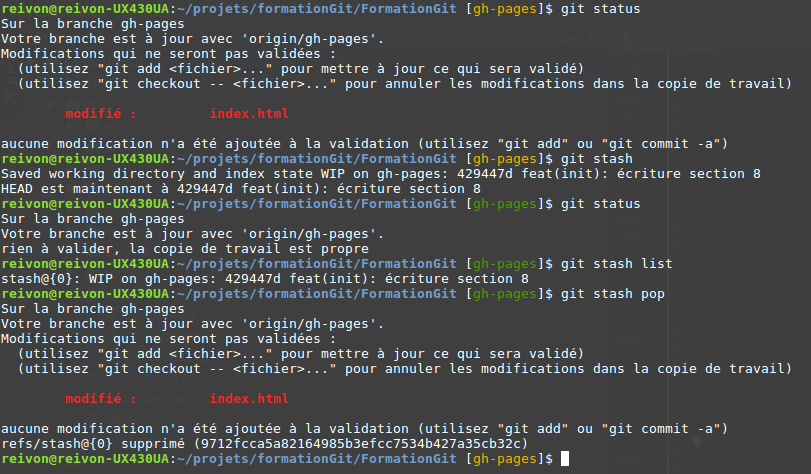 reivon@reivon-UX430UA:~/projets/formationGit/FormationGit [gh-pages]$ git status
Sur la branche gh-pages
Votre branche est à jour avec 'origin/gh-pages'.
Modifications qui ne seront pas validées :
  (utilisez "git add <fichier>..." pour mettre à jour ce qui sera validé)
  (utilisez "git checkout -- <fichier>..." pour annuler les modifications dans la copie de travail)

        modifié :         index.html

aucune modification n'a été ajoutée à la validation (utilisez "git add" ou "git commit -a")
reivon@reivon-UX430UA:~/projets/formationGit/FormationGit [gh-pages]$ git stash
Saved working directory and index state WIP on gh-pages: 429447d feat(init): écriture section 8
HEAD est maintenant à 429447d feat(init): écriture section 8
reivon@reivon-UX430UA:~/projets/formationGit/FormationGit [gh-pages]$ git status
Sur la branche gh-pages
Votre branche est à jour avec 'origin/gh-pages'.
rien à valider, la copie de travail est propre
reivon@reivon-UX430UA:~/projets/formationGit/FormationGit [gh-pages]$ git stash list
stash@{0}: WIP on gh-pages: 429447d feat(init): écriture section 8
reivon@reivon-UX430UA:~/projets/formationGit/FormationGit [gh-pages]$ git stash pop
Sur la branche gh-pages
Votre branche est à jour avec 'origin/gh-pages'.
Modifications qui ne seront pas validées :
  (utilisez "git add <fichier>..." pour mettre à jour ce qui sera validé)
  (utilisez "git checkout -- <fichier>..." pour annuler les modifications dans la copie de travail)

        modifié :         index.html

aucune modification n'a été ajoutée à la validation (utilisez "git add" ou "git commit -a")
refs/stash@{0} supprimé (9712fcca5a82164985b3efcc7534b427a35cb32c)
reivon@reivon-UX430UA:~/projets/formationGit/FormationGit [gh-pages]$